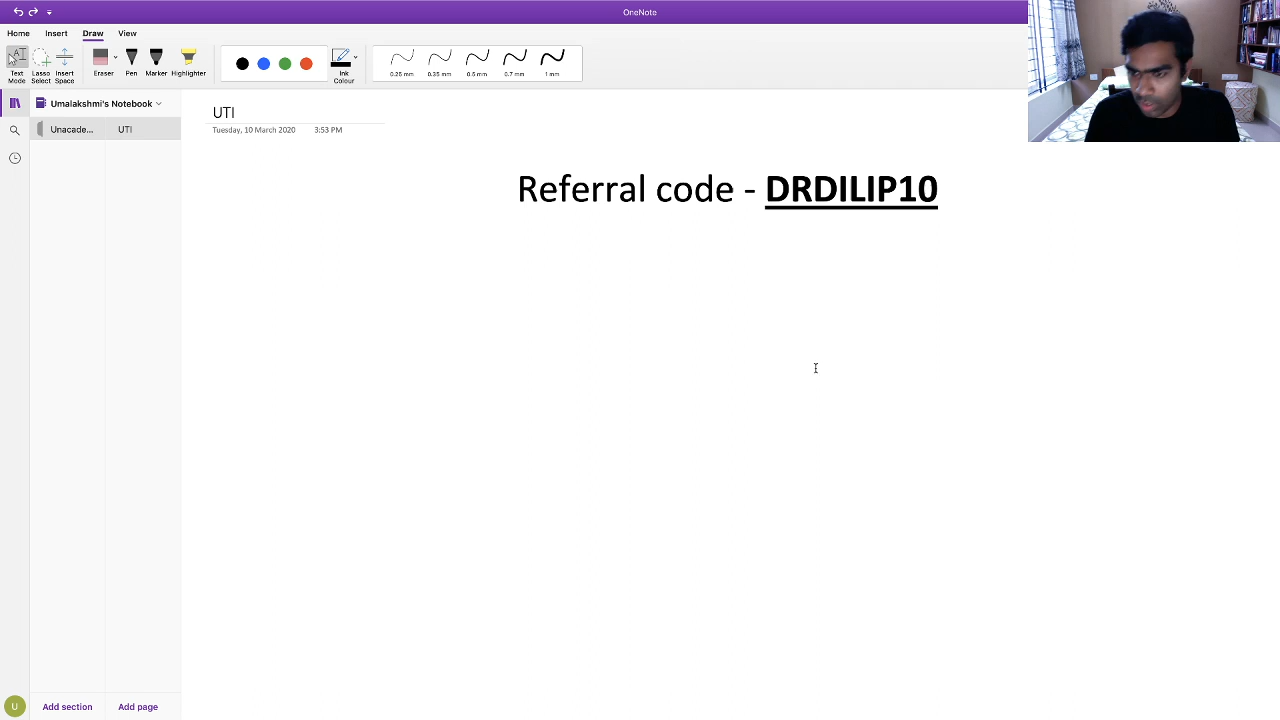 OneNote
Home
Insert
Draw
View
Text Mode
Lasso Select
Insert Space
Eraser
Pen
Marker
Highlighter
Ink Colour
0.25 mm
0.35 mm
0.5 mm
0.7 mm
1 mm
Umalakshmi's Notebook
Unacade...
UTI
UTI
Tuesday, 10 March 2020 3:53 PM
Referral code - DRDILIP10
U
Add section
Add page